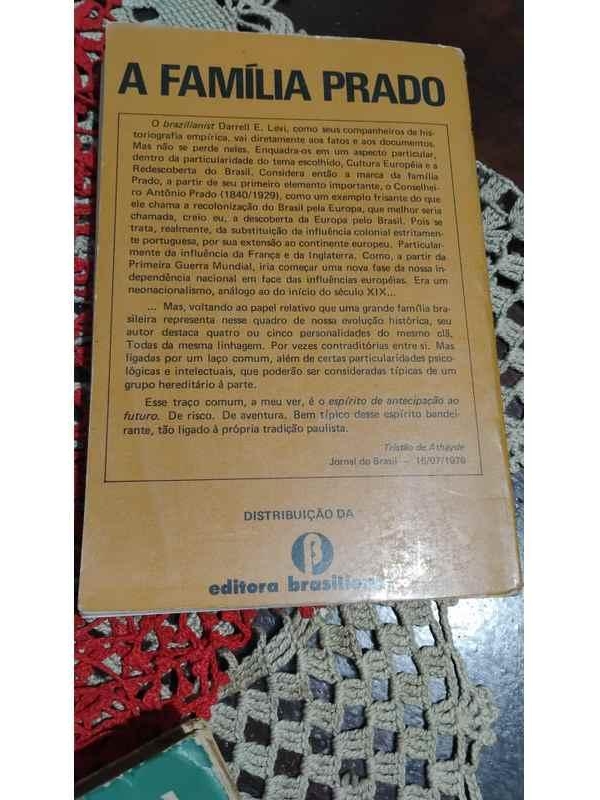 A FAMÍLIA PRADO
O brazilianist Darrell E. Levi, como seus companheiros de his-
toriografia empírica, vai diretamente aos fatos e aos documentos.
Mas não se perde neles. Enquadra-os em um aspecto particular,
dentro da particularidade do tema escolhido, Cultura Européia e a
Redescoberta do Brasil. Considera então a marca da família
Prado, a partir de seu primeiro elemento importante, o Conselhei-
ro Antônio Prado (1840/1929), como um exemplo frisante do que
ele chama a recolonização do Brasil pela Europa, que melhor seria
chamada, creio eu, a descoberta da Europa pelo Brasil. Pois se
trata, realmente, da substituição da influência colonial estritamen-
te portuguesa, por sua extensão ao continente europeu. Particular-
mente da influência da França e da Inglaterra. Como, a partir da
Primeira Guerra Mundial, iria começar uma nova fase da nossa in-
dependência nacional em face das influências européias. Era um
neonacionalismo, análogo ao do início do século XIX...
... Mas, voltando ao papel relativo que uma grande família bra-
sileira representa nesse quadro de nossa evolução histórica, seu
autor destaca quatro ou cinco personalidades do mesmo clã.
Todas da mesma linhagem. Por vezes contraditórias entre si. Mas
ligadas por um laço comum, além de certas particularidades psico-
lógicas e intelectuais, que poderão ser consideradas típicas de um
grupo hereditário à parte.
Esse traço comum, a meu ver, é o espírito de antecipação ao
futuro. De risco. De aventura. Bem típico desse espírito bandei-
rante, tão ligado à própria tradição paulista.
Tristão de Athayde
Jornal do Brasil — 16/07/1976
DISTRIBUIÇÃO DA
editora brasiliense